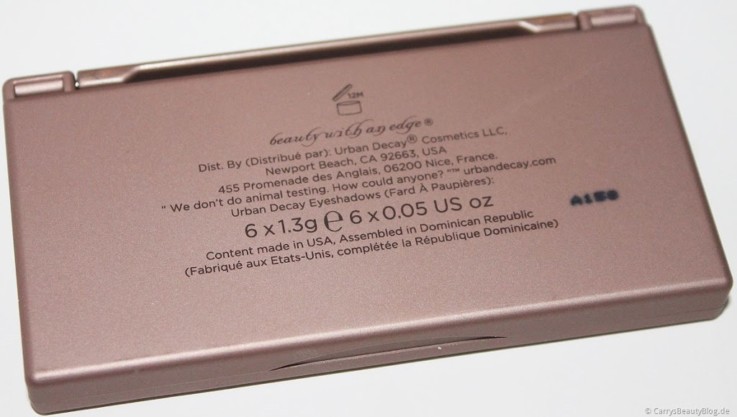 12M
beauty with an edge®
Dist. By (Distribué par): Urban Decay® Cosmetics LLC,
Newport Beach, CA 92663, USA
455 Promenade des Anglais, 06200 Nice, France.
" We don't do animal testing. How could anyone? "™ urbandecay.com
Urban Decay Eyeshadows (Fard À Paupières):
6 x 1.3g ℮ 6 x 0.05 US oz
Content made in USA, Assembled in Dominican Republic
(Fabriqué aux Etats-Unis, complétée la République Dominicaine)
© CarrysBeautyBlog.de